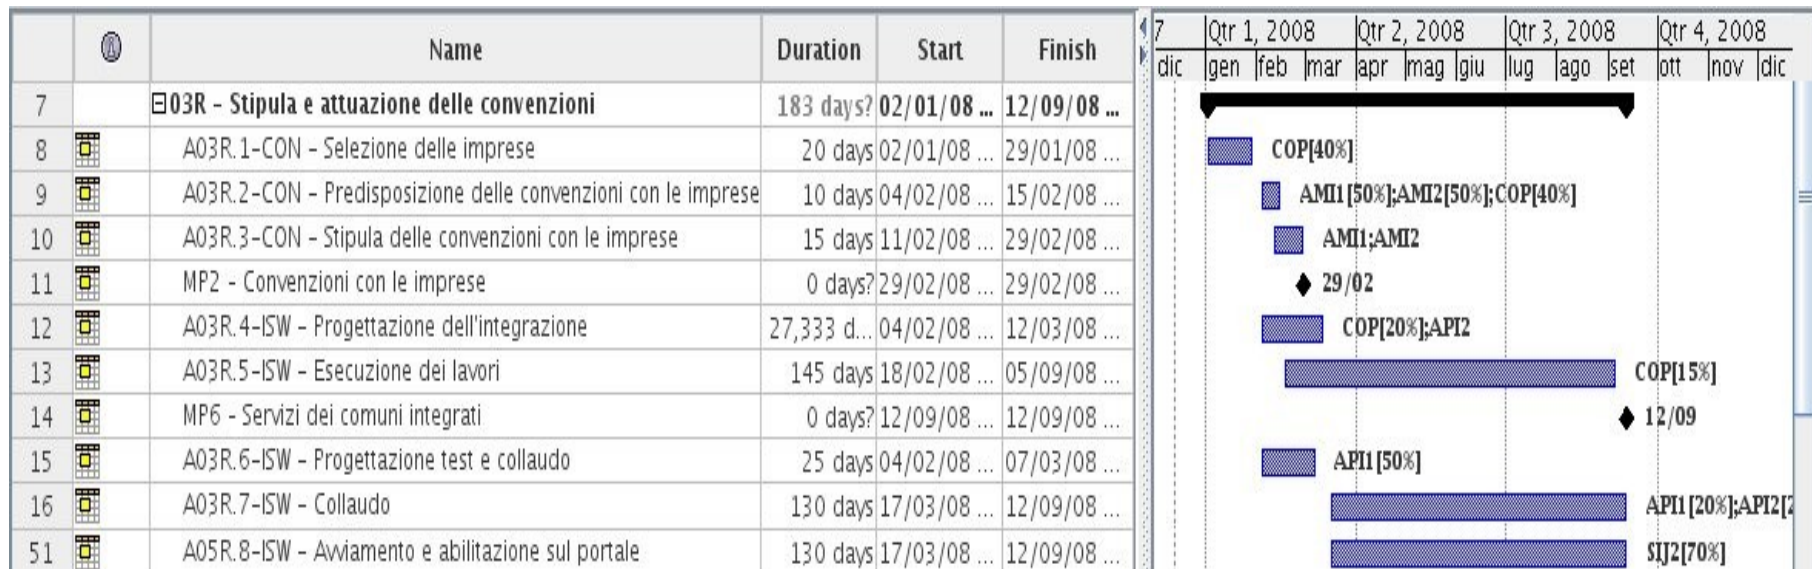 Name Duration Start Finish 7 Qtr 1, 2008 Qtr 2, 2008 Qtr 3, 2008 Qtr 4, 2008
dic gen feb mar apr mag giu lug ago set ott nov dic
7 03R - Stipula e attuazione delle convenzioni 183 days? 02/01/08 ... 12/09/08 ...
8 A03R.1-CON - Selezione delle imprese 20 days 02/01/08 ... 29/01/08 ... COP[40%]
9 A03R.2-CON - Predisposizione delle convenzioni con le imprese 10 days 04/02/08 ... 15/02/08 ... AMI1[50%];AMI2[50%];COP[40%]
10 A03R.3-CON - Stipula delle convenzioni con le imprese 15 days 11/02/08 ... 29/02/08 ... AMI1;AMI2
11 MP2 - Convenzioni con le imprese 0 days? 29/02/08 ... 29/02/08 ... 29/02
12 A03R.4-ISW - Progettazione dell'integrazione 27,333 d... 04/02/08 ... 12/03/08 ... COP[20%];API2
13 A03R.5-ISW - Esecuzione dei lavori 145 days 18/02/08 ... 05/09/08 ... COP[15%]
14 MP6 - Servizi dei comuni integrati 0 days? 12/09/08 ... 12/09/08 ... 12/09
15 A03R.6-ISW - Progettazione test e collaudo 25 days 04/02/08 ... 07/03/08 ... API1[50%]
16 A03R.7-ISW - Collaudo 130 days 17/03/08 ... 12/09/08 ... API1[20%];API2[2
51 A05R.8-ISW - Avviamento e abilitazione sul portale 130 days 17/03/08 ... 12/09/08 ... SIJ2[70%]